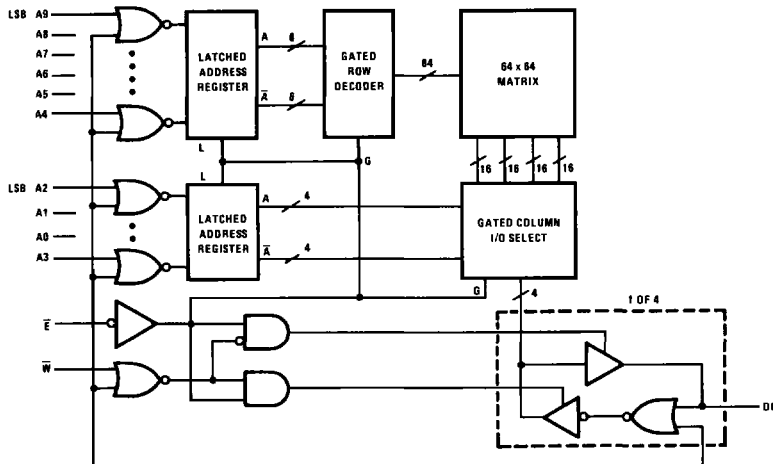 LSB A9
A8
A7
A6
A5
A4
LATCHED
ADDRESS
REGISTER
A 6
A̅ 6
L
GATED
ROW
DECODER
64
64 x 64
MATRIX
G
16 16 16 16
LSB A2
A1
A0
A3
L
LATCHED
ADDRESS
REGISTER
A 4
A̅ 4
GATED COLUMN
I/O SELECT
G
4
1 OF 4
E̅
W̅